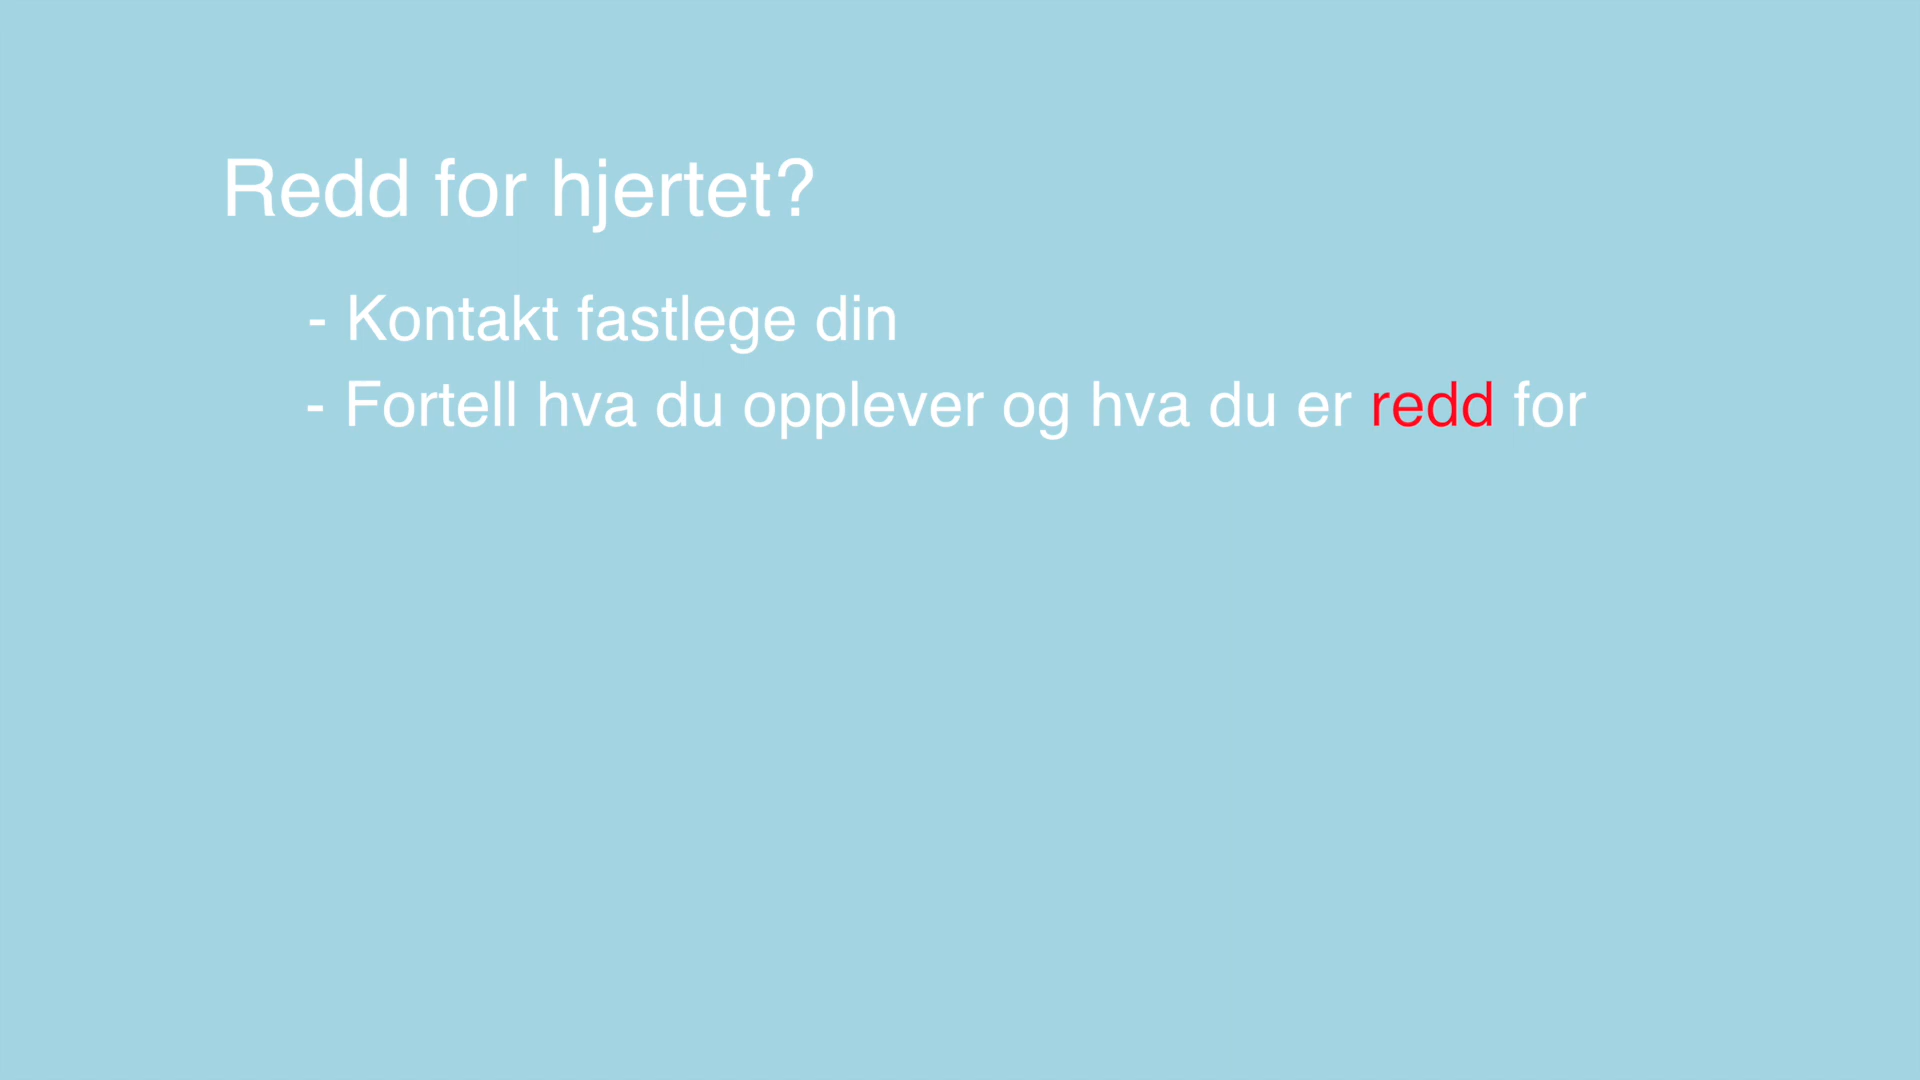 Redd for hjertet?
- Kontakt fastlege din
- Fortell hva du opplever og hva du er redd for